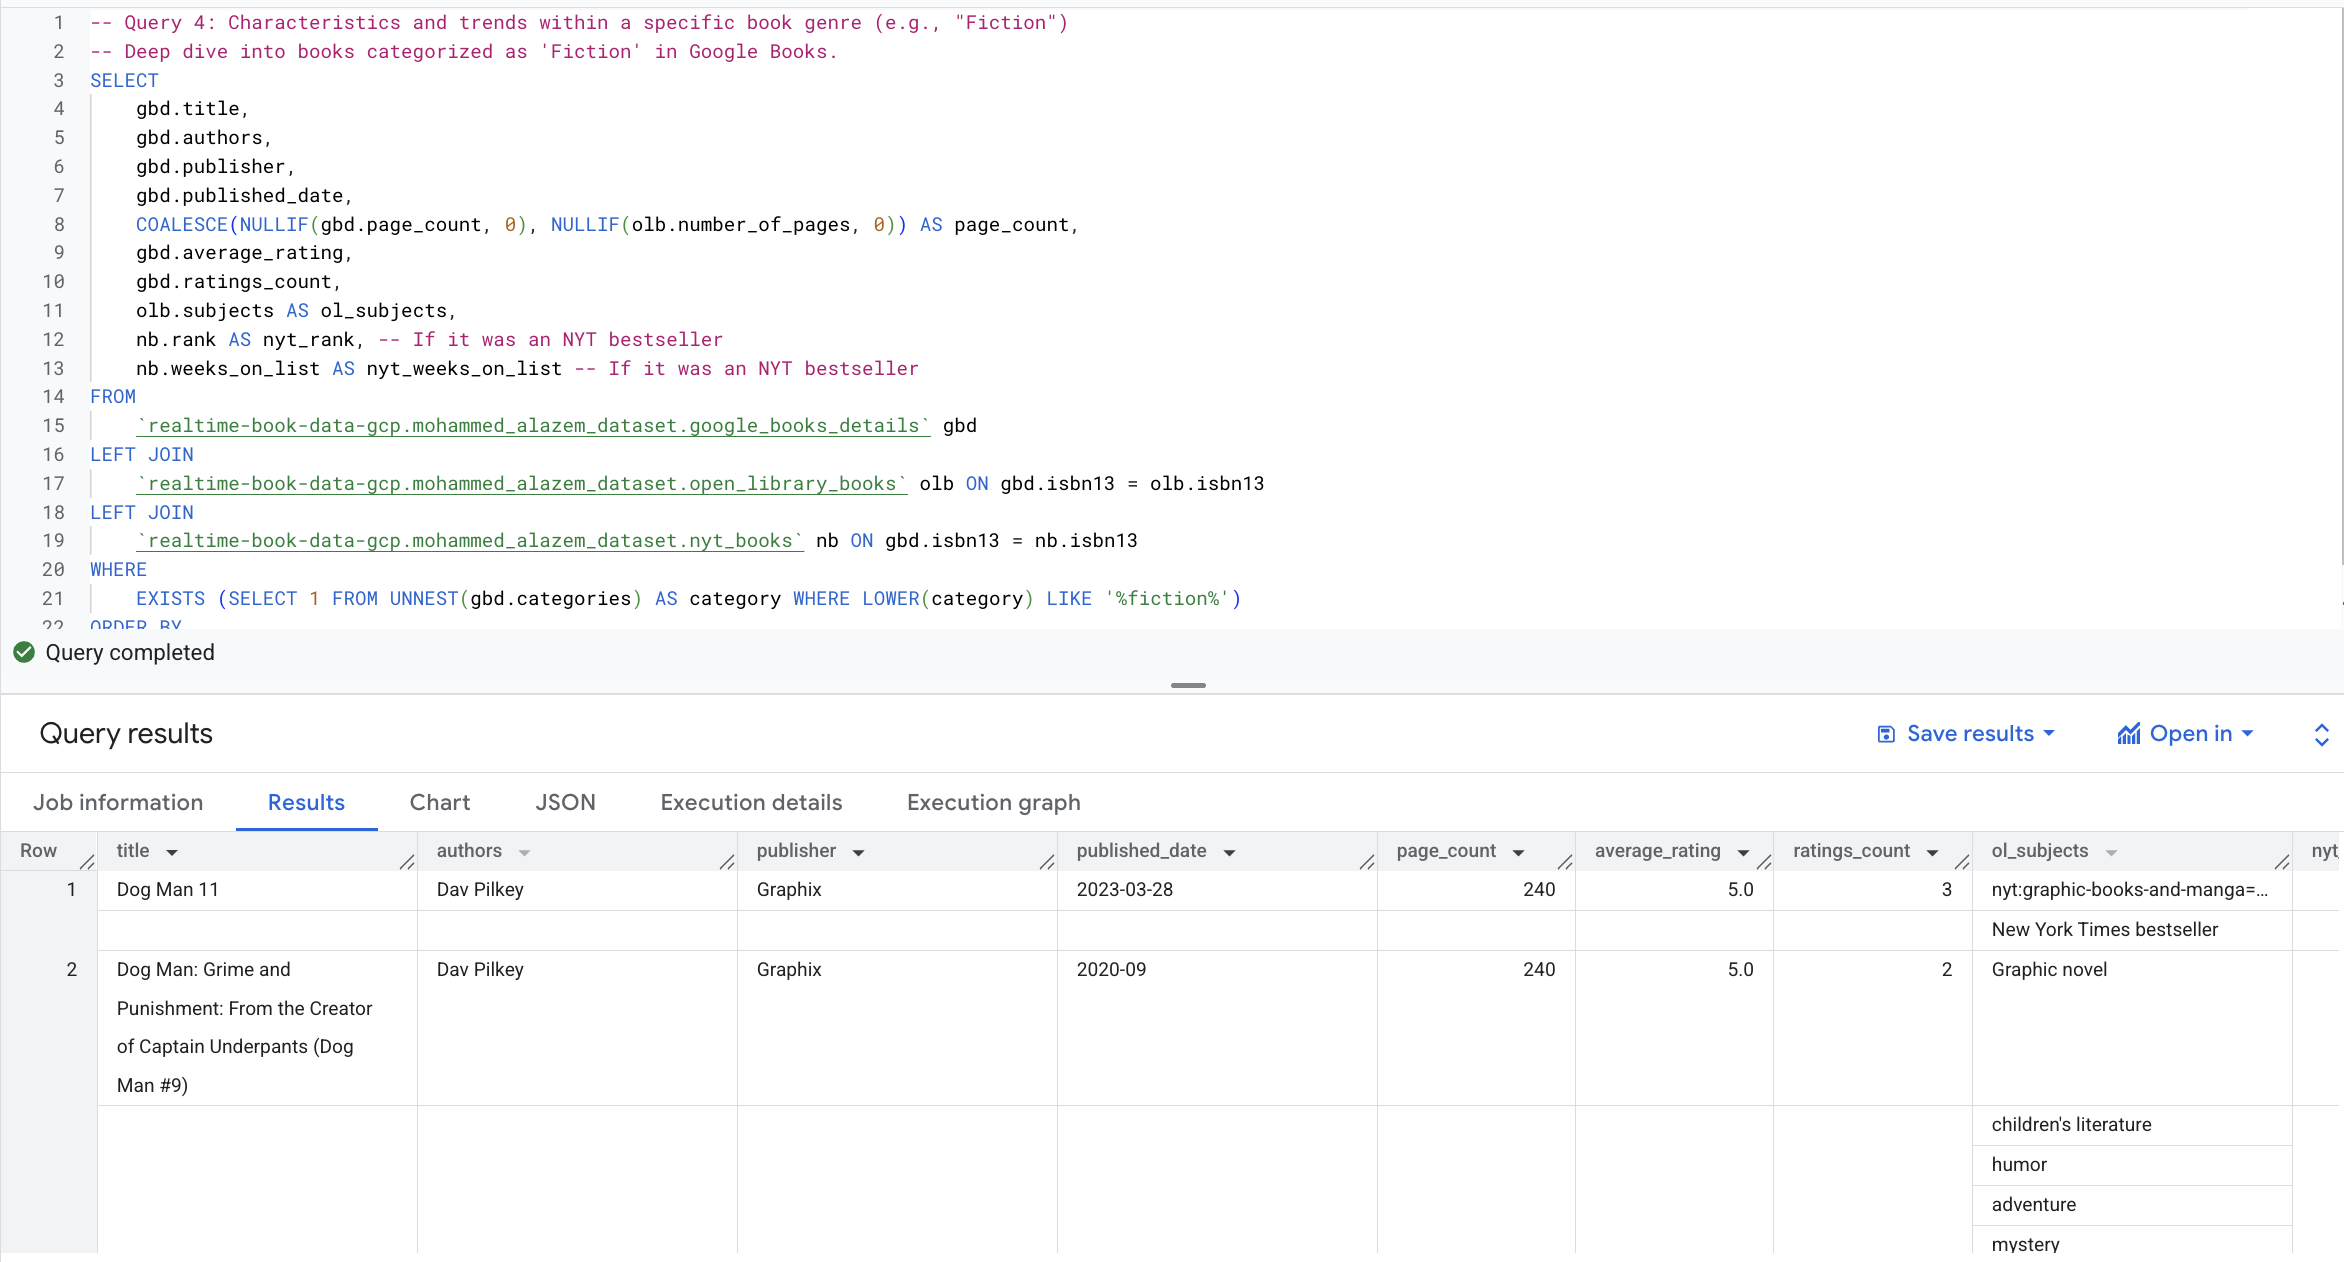 1 -- Query 4: Characteristics and trends within a specific book genre (e.g., "Fiction")
2 -- Deep dive into books categorized as 'Fiction' in Google Books.
3 SELECT
4 gbd.title,
5 gbd.authors,
6 gbd.publisher,
7 gbd.published_date,
8 COALESCE(NULLIF(gbd.page_count, 0), NULLIF(olb.number_of_pages, 0)) AS page_count,
9 gbd.average_rating,
10 gbd.ratings_count,
11 olb.subjects AS ol_subjects,
12 nb.rank AS nyt_rank, -- If it was an NYT bestseller
13 nb.weeks_on_list AS nyt_weeks_on_list -- If it was an NYT bestseller
14 FROM
15 `realtime-book-data-gcp.mohammed_alazem_dataset.google_books_details` gbd
16 LEFT JOIN
17 `realtime-book-data-gcp.mohammed_alazem_dataset.open_library_books` olb ON gbd.isbn13 = olb.isbn13
18 LEFT JOIN
19 `realtime-book-data-gcp.mohammed_alazem_dataset.nyt_books` nb ON gbd.isbn13 = nb.isbn13
20 WHERE
21 EXISTS (SELECT 1 FROM UNNEST(gbd.categories) AS category WHERE LOWER(category) LIKE '%fiction%')
22 ORDER BY
Query completed
Query results Save results Open in
Job information Results Chart JSON Execution details Execution graph
Row title authors publisher published_date page_count average_rating ratings_count ol_subjects nyt_
1 Dog Man 11 Dav Pilkey Graphix 2023-03-28 240 5.0 3 nyt:graphic-books-and-manga=...
New York Times bestseller
2 Dog Man: Grime and Dav Pilkey Graphix 2020-09 240 5.0 2 Graphic novel
Punishment: From the Creator
of Captain Underpants (Dog
Man #9)
children's literature
humor
adventure
mystery